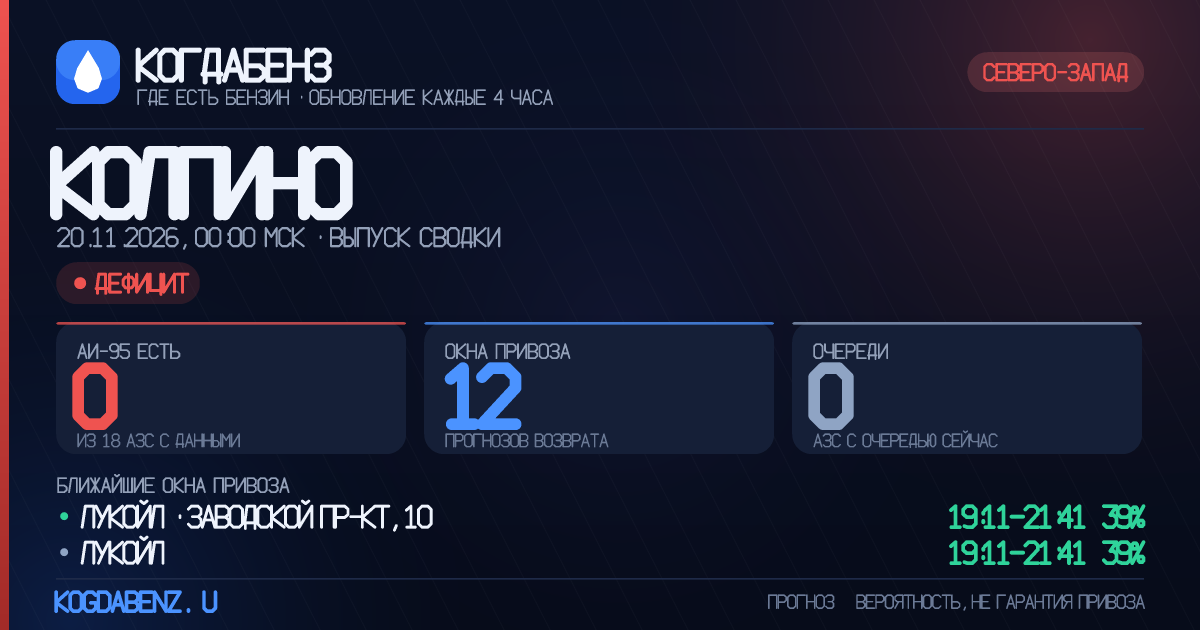 КОГДАБЕНЗ
ГДЕ ЕСТЬ БЕНЗИН · ОБНОВЛЕНИЕ КАЖДЫЕ 4 ЧАСА
СЕВЕРО-ЗАПАД
КОЛПИНО
20.11.2026, 00:00 МСК · ВЫПУСК СВОДКИ
• ДЕФИЦИТ
АИ-95 ЕСТЬ
0
ИЗ 18 АЗС С ДАННЫМИ
ОКНА ПРИВОЗА
12
ПРОГНОЗОВ ВОЗВРАТА
ОЧЕРЕДИ
0
АЗС С ОЧЕРЕДЬЮ СЕЙЧАС
БЛИЖАЙШИЕ ОКНА ПРИВОЗА
• ЛУКОЙЛ · ЗАВОДСКОЙ ПР-КТ, 10 19:11-21:41 39%
• ЛУКОЙЛ 19:11-21:41 39%
KOGDABENZ. U
ПРОГНОЗ ВЕРОЯТНОСТЬ, НЕ ГАРАНТИЯ ПРИВОЗА